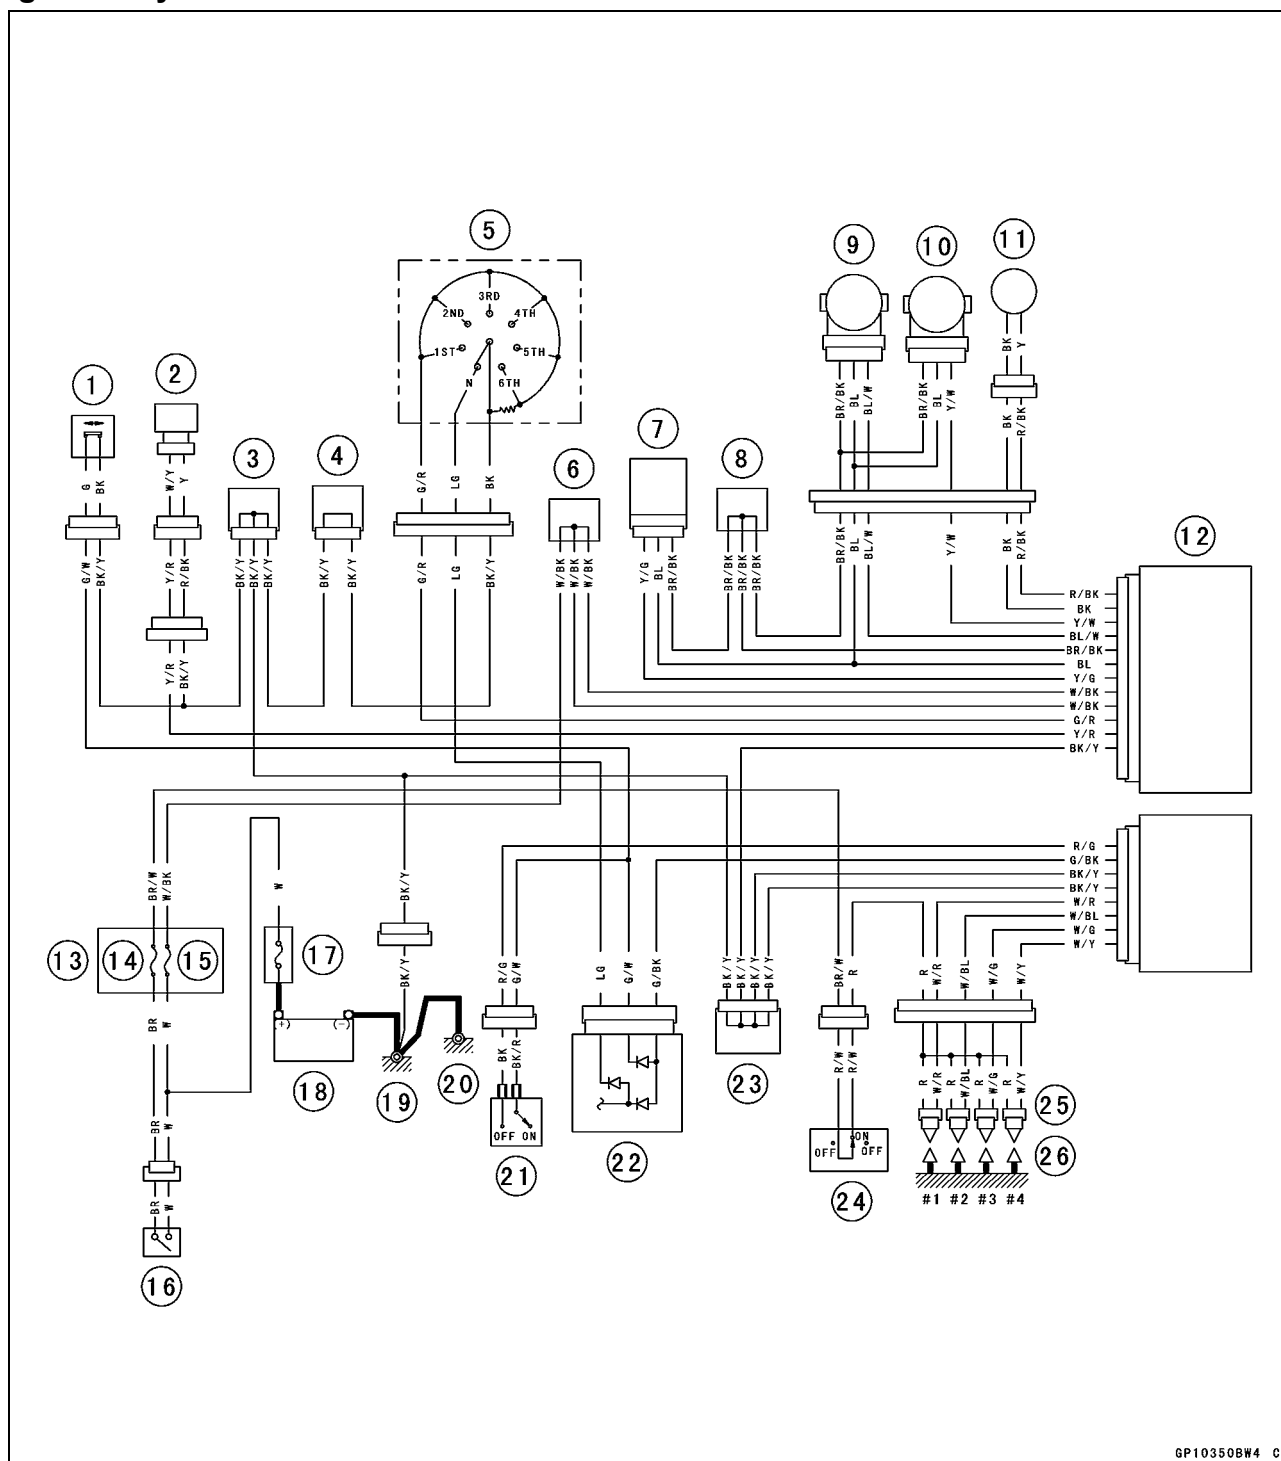 5
9
10
11
3RD
2ND
4TH
1ST
5TH
N
6TH
1
2
3
4
6
7
8
12
BK
Y
BR/BK
BL
BL/W
BR/BK
BL
Y/W
BK
R/BK
G
BK
W/Y
Y
G/R
LG
BK
G/W
BK/Y
Y/R
R/BK
BK/Y
BK/Y
BK/Y
BK/Y
BK/Y
G/R
LG
BK/Y
W/BK
W/BK
W/BK
Y/G
BL
BR/BK
BR/BK
BR/BK
BR/BK
BR/BK
BL
BL/W
Y/W
BK
R/BK
Y/R
BK/Y
R/BK
BK
Y/W
BL/W
BR/BK
BL
Y/G
W/BK
W/BK
G/R
Y/R
BK/Y
R/G
G/BK
BK/Y
BK/Y
W/R
W/BL
W/G
W/Y
BR/W
W/BK
W
BK/Y
13
14
15
17
BK/Y
R/G
G/W
LG
G/W
G/BK
BK/Y
BK/Y
BK/Y
BK/Y
BR/W
R
R
W/R
W/BL
W/G
W/Y
BR
W
(+)
(-)
18
19
20
BK
BK/R
OFF ON
21
22
23
R/W
R/W
OFF
ON
OFF
24
R
W/R
R
W/BL
R
W/G
R
W/Y
25
26
#1 #2 #3 #4
BR
W
BR
W
16
GP10350BW4 C